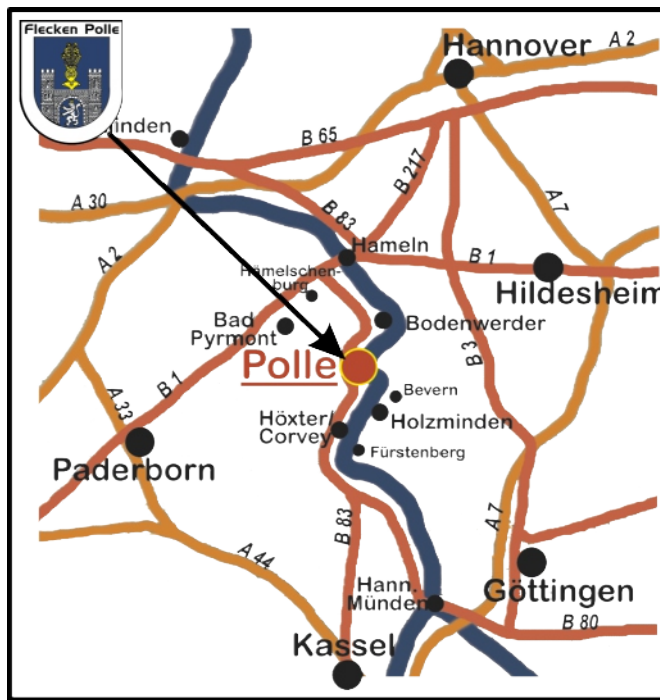 Flecken Polle
Hannover
A 2
inden
B 65
B 217
A 30
A 7
B 83
A 2
Hameln
B 1
Hämelschen-
burg
Hildesheim
Bad
Pyrmont
Bodenwerder
B 3
Polle
B 1
Bevern
A 33
Höxter/
Corvey
Holzminden
Paderborn
Fürstenberg
B 83
A 7
A 44
Hann.
Münden
Göttingen
B 80
Kassel